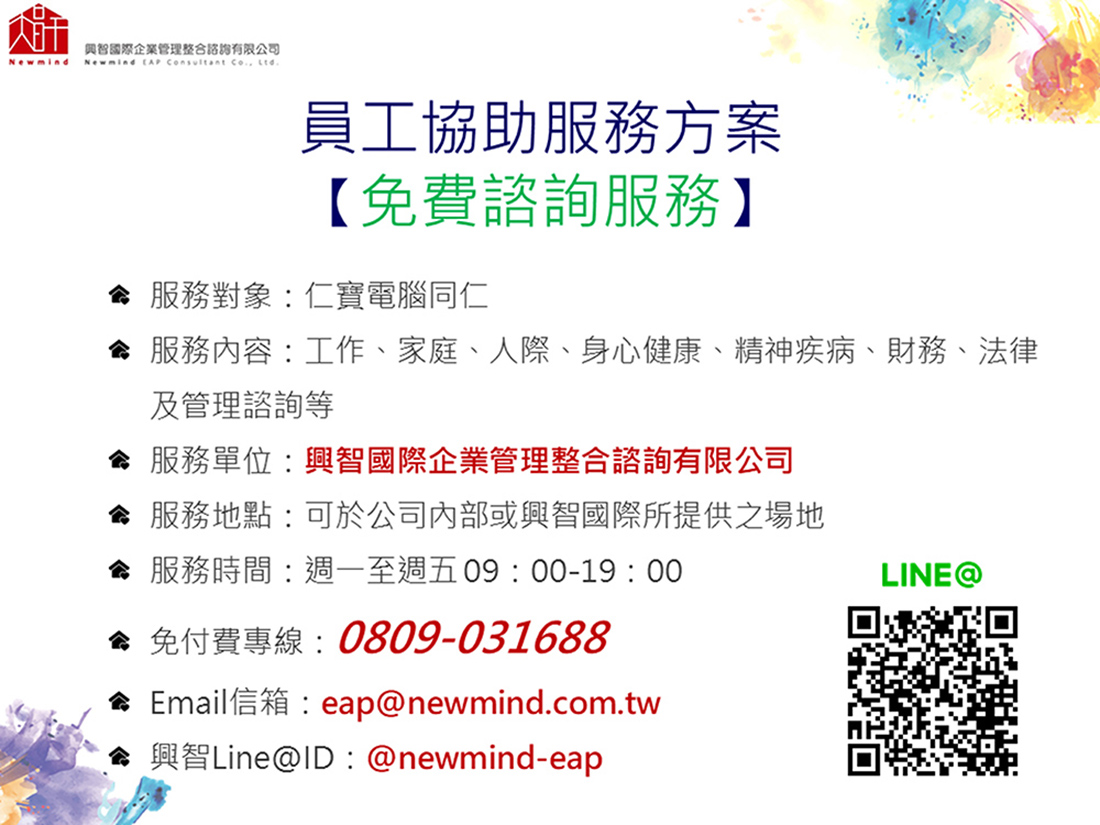 Newmind
興智國際企業管理整合諮詢有限公司
Newmind EAP Consultant Co., Ltd.
員工協助服務方案
【免費諮詢服務】
服務對象：仁寶電腦同仁
服務內容：工作、家庭、人際、身心健康、精神疾病、財務、法律
及管理諮詢等
服務單位：興智國際企業管理整合諮詢有限公司
服務地點：可於公司內部或興智國際所提供之場地
服務時間：週一至週五09：00-19：00
免付費專線：0809-031688
Email信箱：eap@newmind.com.tw
興智Line@ID：@newmind-eap
LINE@